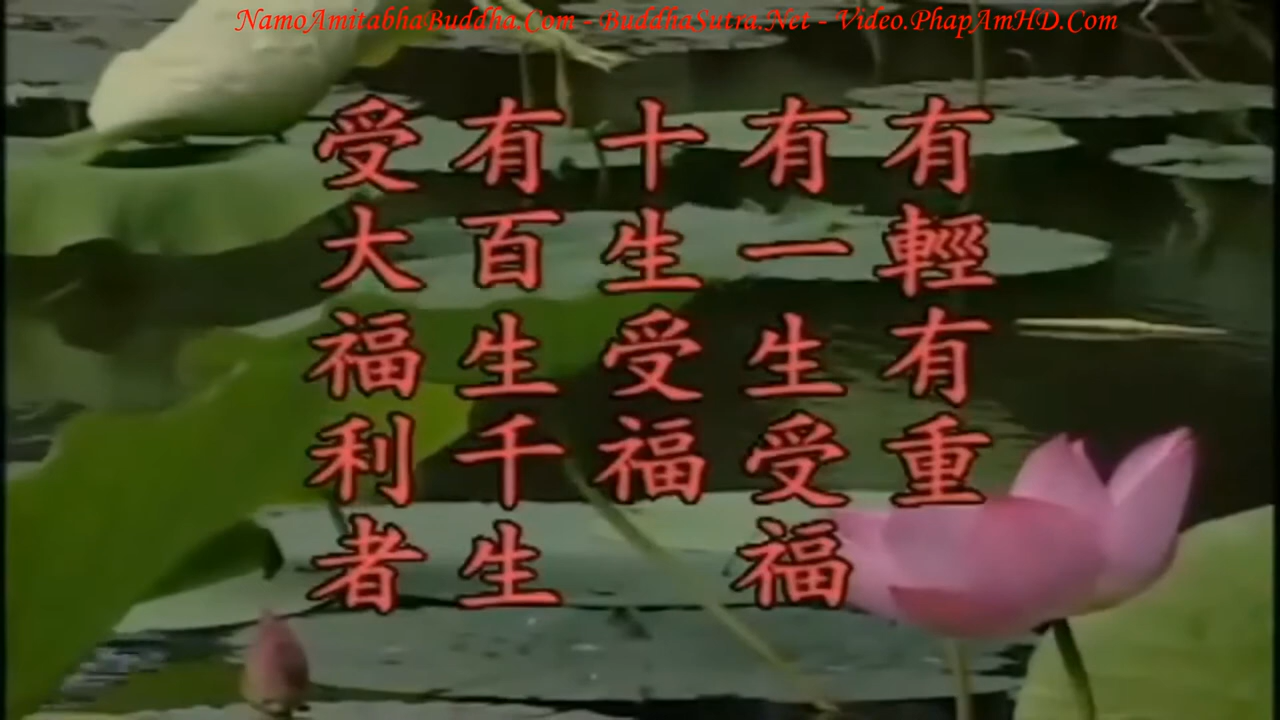 NamoAmitabhaBuddha.Com - BuddhaSutra.Net - Video.PhapAmHD.Com
有輕有重
有一生受福
十生受福
有百生千生
受大福利者